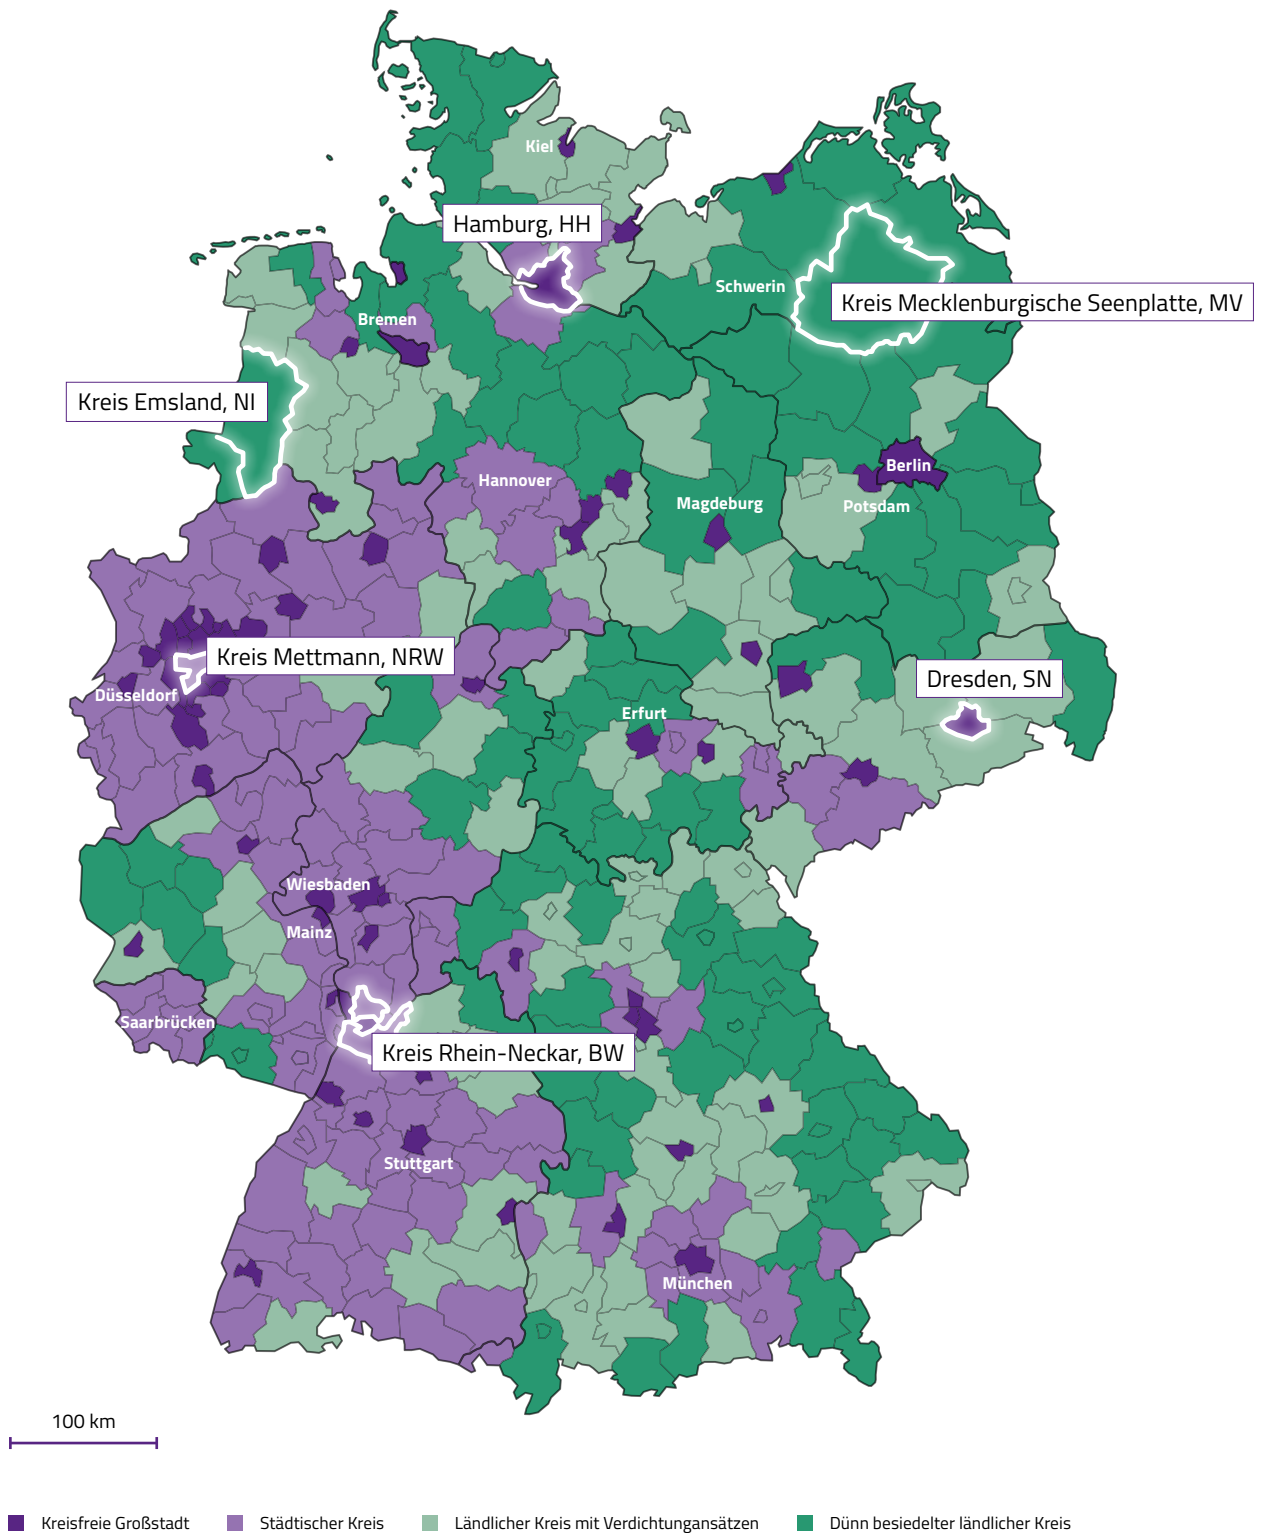 Kiel
Hamburg, HH
Schwerin
Kreis Mecklenburgische Seenplatte, MV
Bremen
Kreis Emsland, NI
Berlin
Hannover
Magdeburg
Potsdam
Kreis Mettmann, NRW
Dresden, SN
Düsseldorf
Erfurt
Wiesbaden
Mainz
Saarbrücken
Kreis Rhein-Neckar, BW
Stuttgart
München
100 km
Kreisfreie Großstadt
Städtischer Kreis
Ländlicher Kreis mit Verdichtungansätzen
Dünn besiedelter ländlicher Kreis